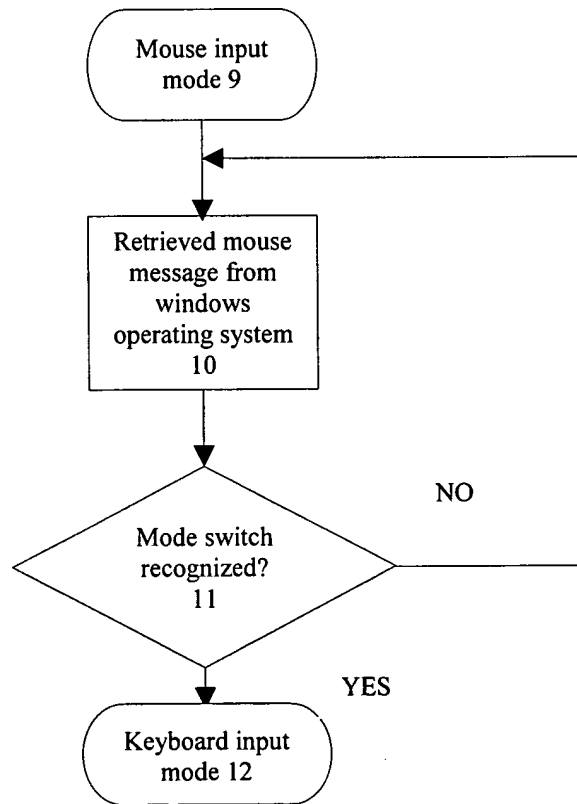 Mouse input
mode 9
Retrieved mouse
message from
windows
operating system
10
NO
Mode switch
recognized?
11
YES
Keyboard input
mode 12